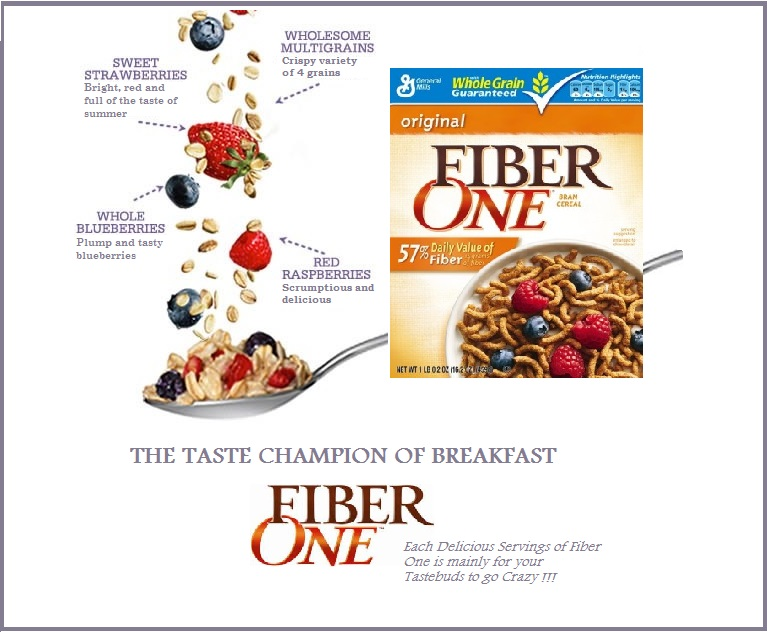 WHOLESOME
MULTIGRAINS
Crispy variety
of 4 grains
SWEET
STRAWBERRIES
Bright, red and
full of the taste of
summer
WHOLE
BLUEBERRIES
Plump and tasty
blueberries
RED
RASPBERRIES
Scrumptious and
delicious
General
Mills
Whole Grain
Guaranteed
Nutrition Highlights
original
FIBER
ONE
BRAN
CEREAL
57% Daily Value of
Fiber
NET WT 1 LB 0.2 OZ
THE TASTE CHAMPION OF BREAKFAST
FIBER
ONE
Each Delicious Servings of Fiber
One is mainly for your
Tastebuds to go Crazy !!!